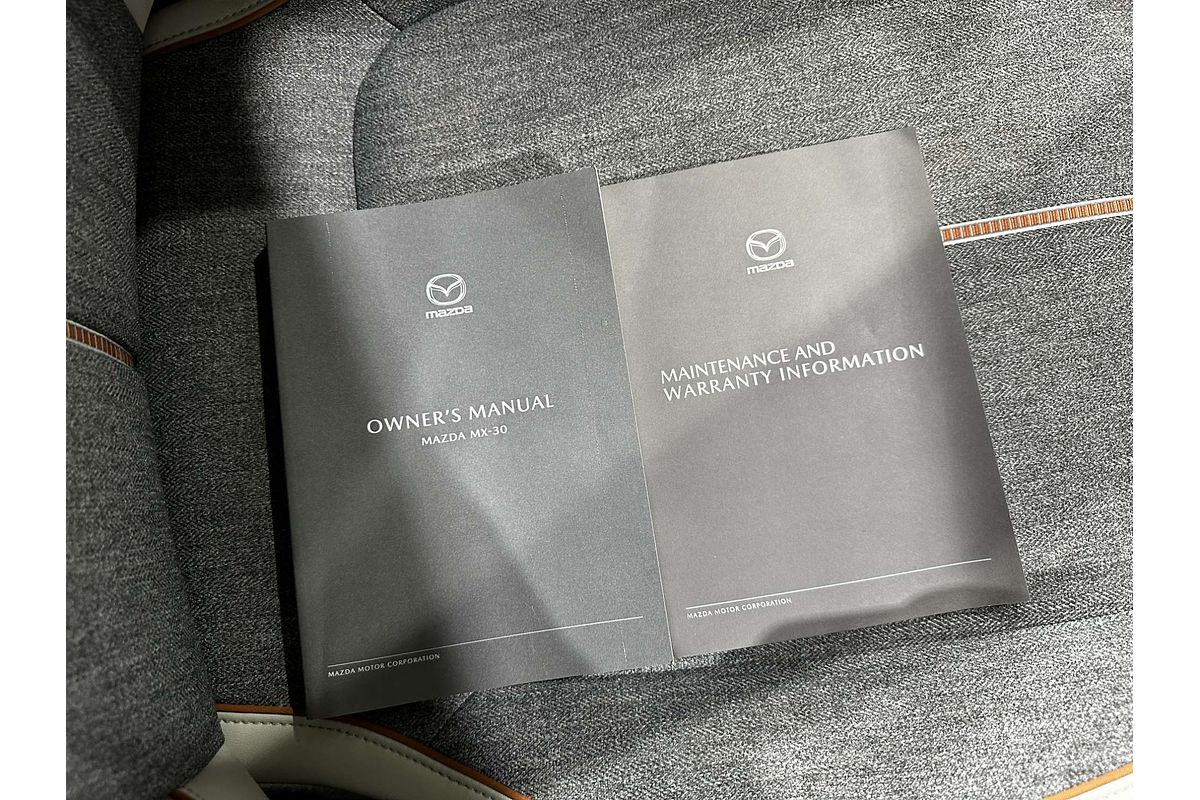 mazda
OWNER'S MANUAL
MAZDA MX-30
MAZDA MOTOR CORPORATION
mazda
MAINTENANCE AND
WARRANTY INFORMATION
MAZDA MOTOR CORPORATION